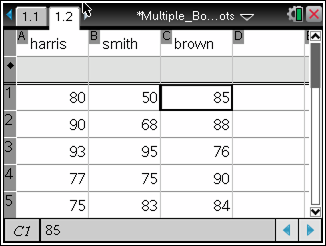 1.1 1.2 *Multiple_Bo...ots
A harris B smith C brown D
1 80 50 85
2 90 68 88
3 93 95 76
4 77 75 90
5 75 83 84
C1 85